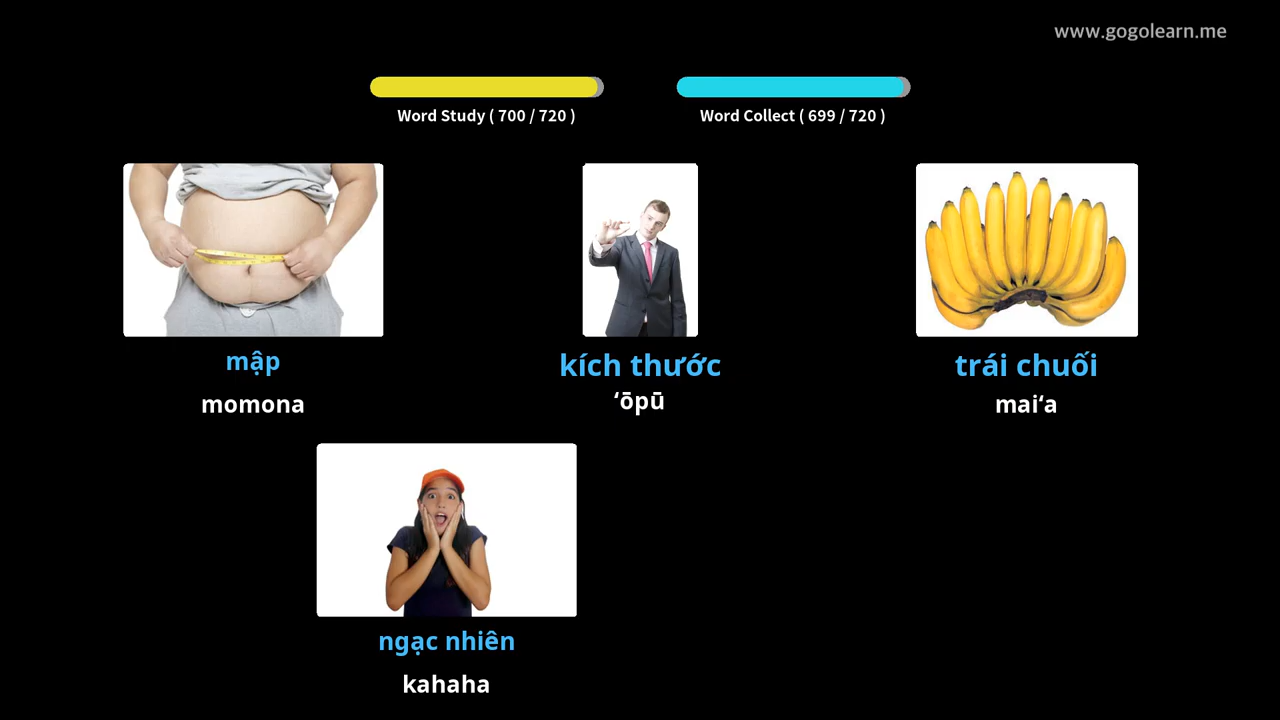 www.gogolearn.me
Word Study ( 700 / 720 )
Word Collect ( 699 / 720 )
mập
momona
kích thước
ʻōpū
trái chuối
maiʻa
ngạc nhiên
kahaha